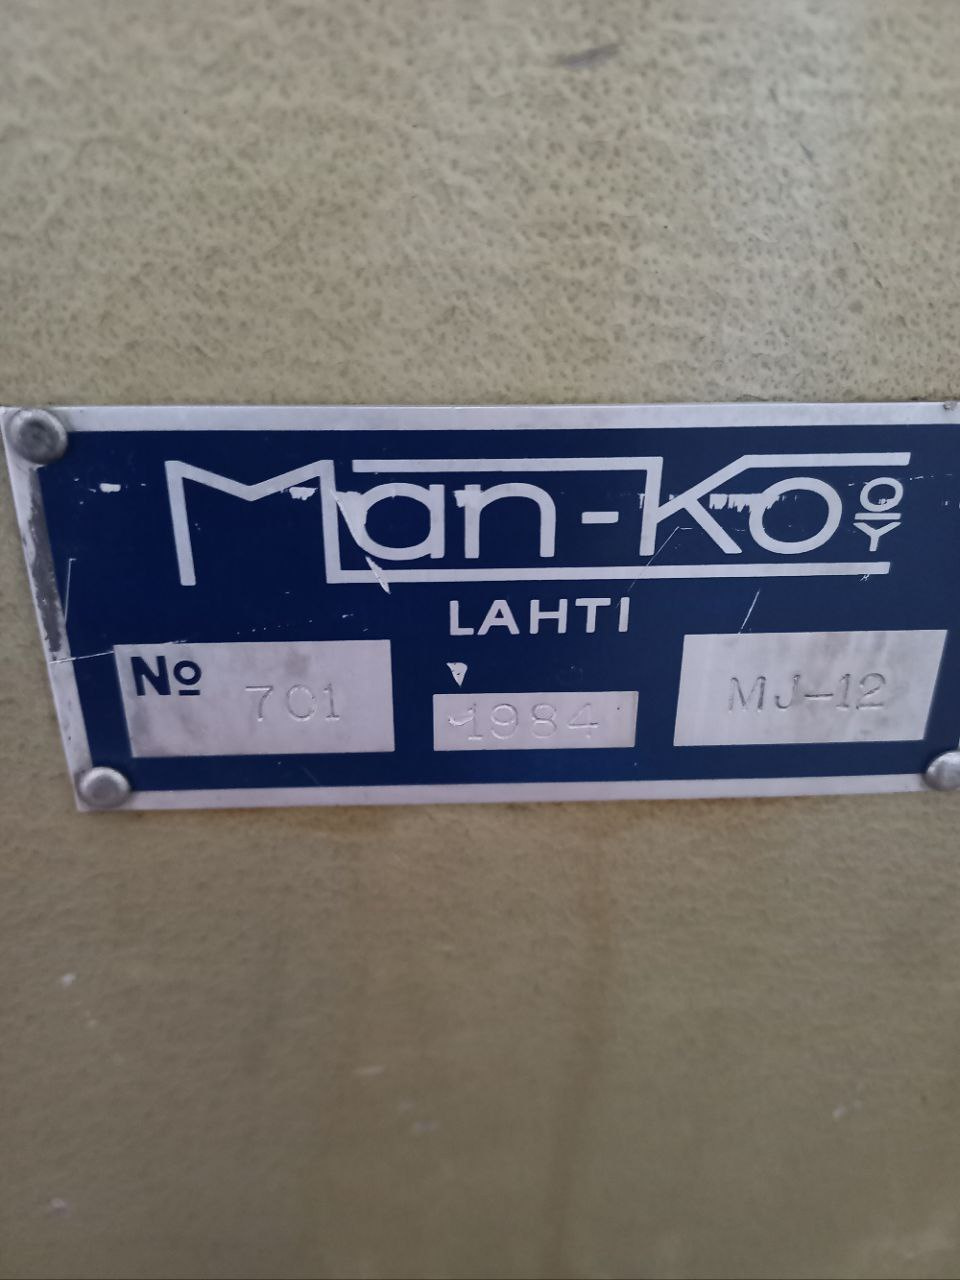 Man-Ko OY
LAHTI
No 701
1984
MJ-12